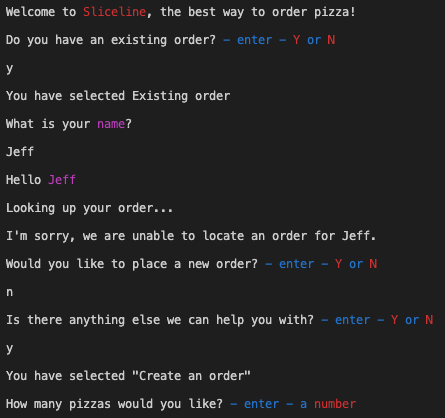 Welcome to Sliceline, the best way to order pizza!
Do you have an existing order? - enter - Y or N
y
You have selected Existing order
What is your name?
Jeff
Hello Jeff
Looking up your order...
I'm sorry, we are unable to locate an order for Jeff.
Would you like to place a new order? - enter - Y or N
n
Is there anything else we can help you with? - enter - Y or N
y
You have selected "Create an order"
How many pizzas would you like? - enter - a number